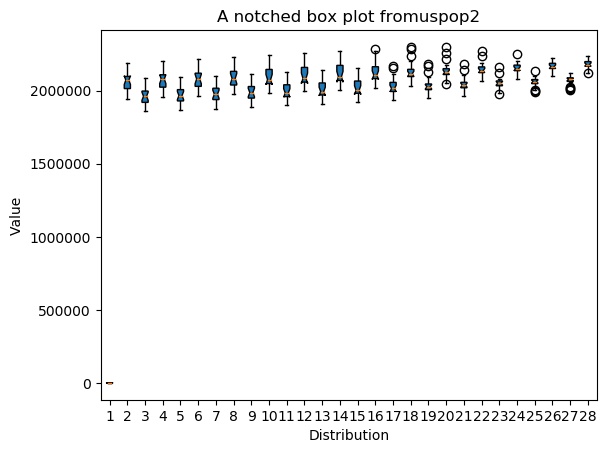 A notched box plot fromuspop2
Value
2000000
1500000
1000000
500000
0
1 2 3 4 5 6 7 8 9 10 11 12 13 14 15 16 17 18 19 20 21 22 23 24 25 26 27 28
Distribution